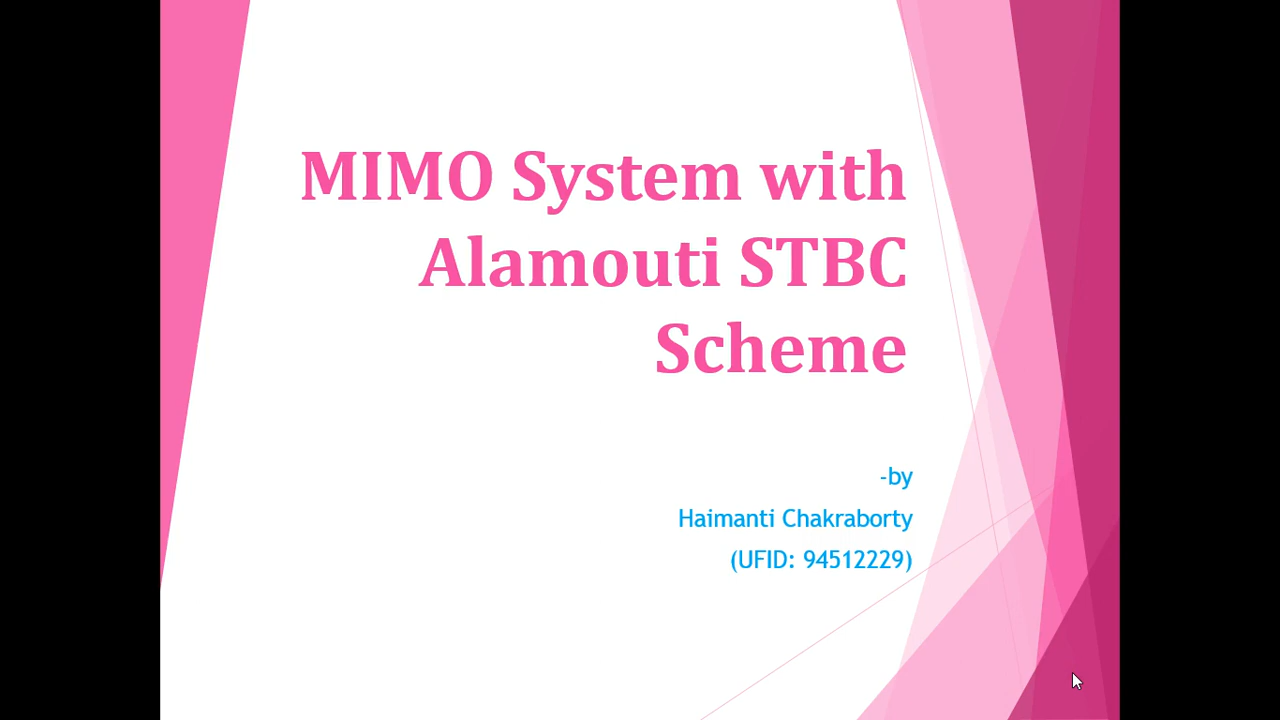 MIMO System with
Alamouti STBC
Scheme
-by
Haimanti Chakraborty
(UFID: 94512229)